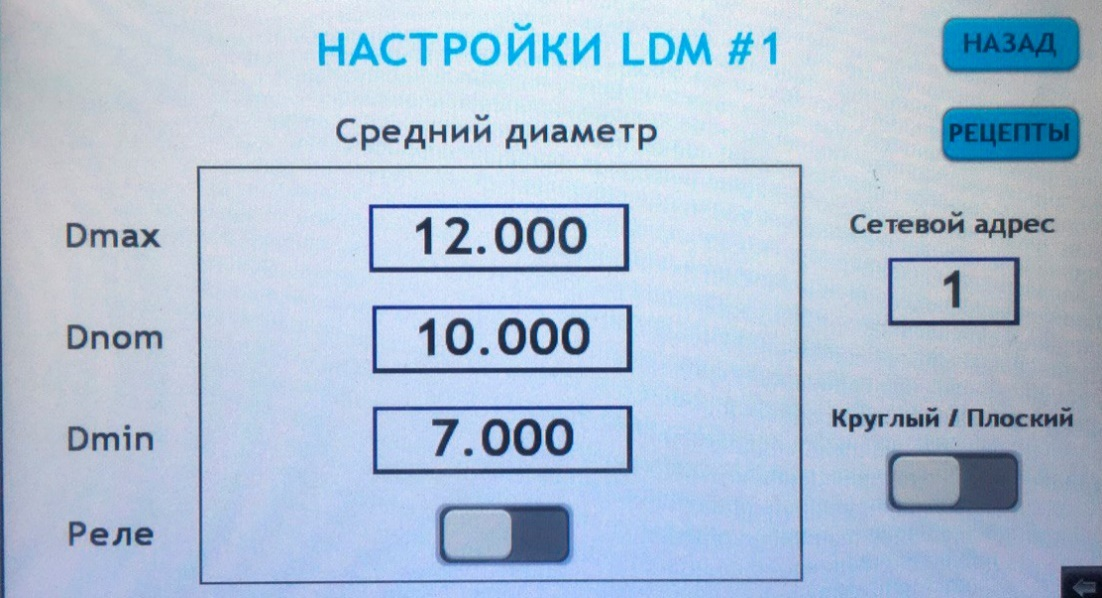 НАСТРОЙКИ LDM #1
НАЗАД
Средний диаметр
РЕЦЕПТЫ
Dmax
12.000
Сетевой адрес
1
Dnom
10.000
Dmin
7.000
Круглый / Плоский
Реле